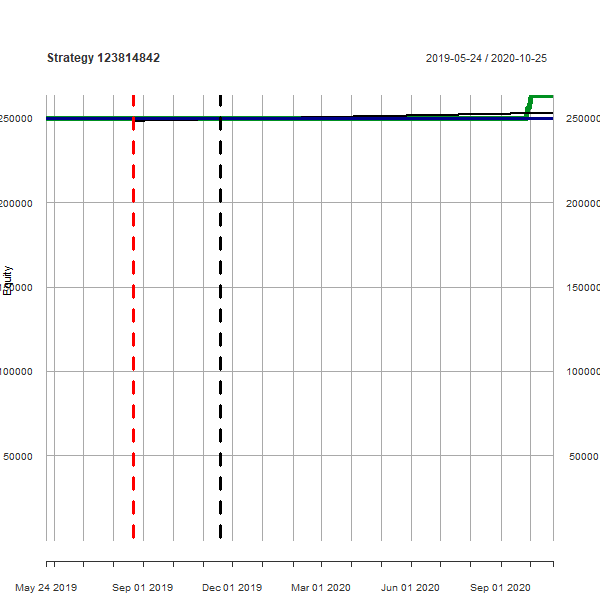 Strategy 123814842
2019-05-24 / 2020-10-25
250000
250000
200000
200000
Equity
150000
150000
100000
100000
50000
50000
May 24 2019
Sep 01 2019
Dec 01 2019
Mar 01 2020
Jun 01 2020
Sep 01 2020